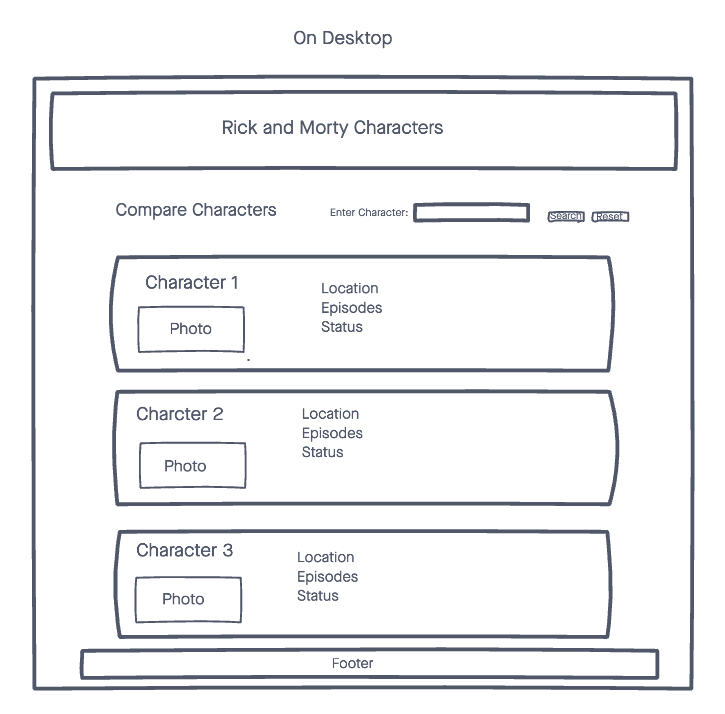 On Desktop
Rick and Morty Characters
Compare Characters
Enter Character:
Search
Reset
Character 1
Photo
Location
Episodes
Status
Charcter 2
Photo
Location
Episodes
Status
Character 3
Photo
Location
Episodes
Status
Footer